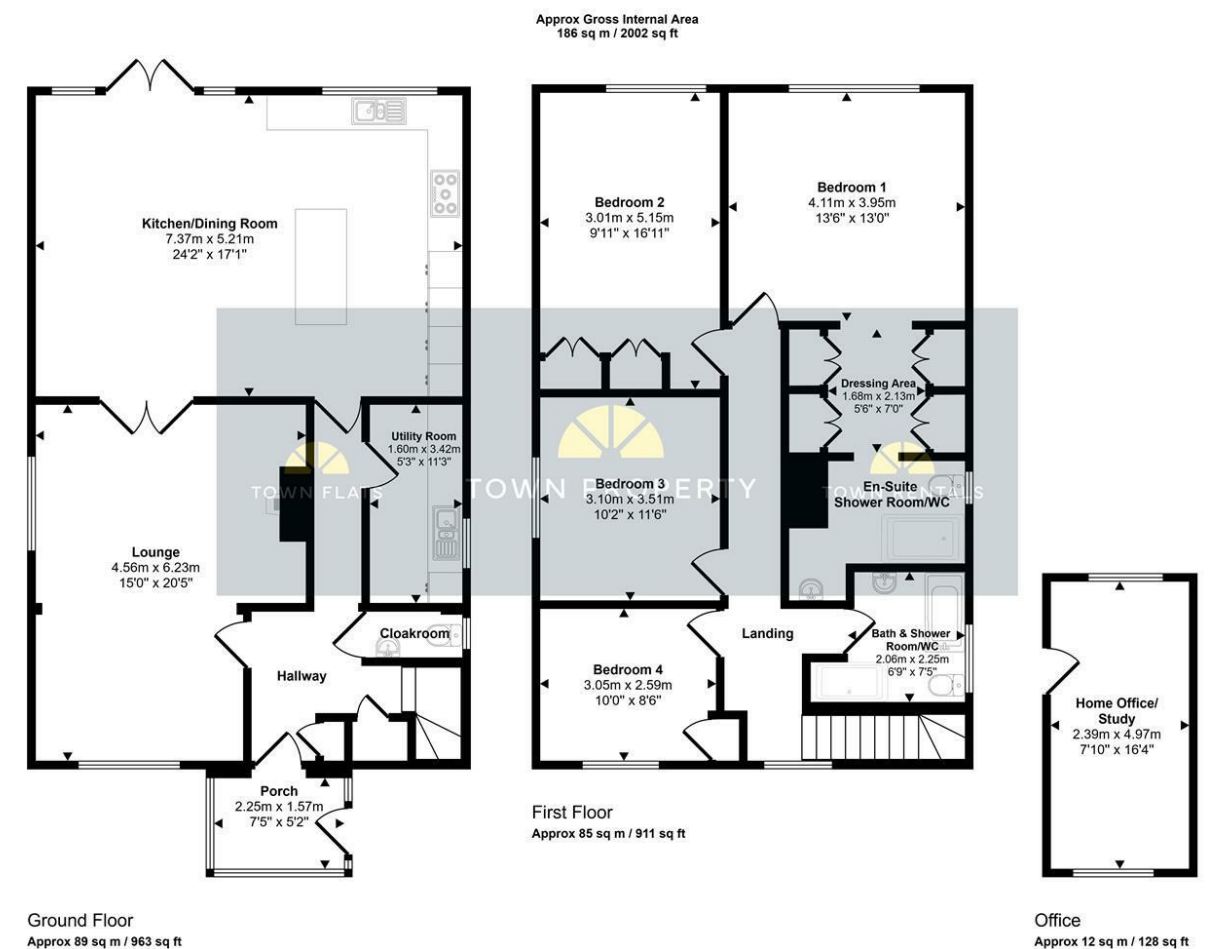 Approx Gross Internal Area
186 sq m / 2002 sq ft
Kitchen/Dining Room
7.37m x 5.21m
24'2" x 17'1"
Utility Room
1.60m x 3.42m
5'3" x 11'3"
TOWN FLATS
Lounge
4.56m x 6.23m
15'0" x 20'5"
Cloakroom
Hallway
Porch
2.25m x 1.57m
7'5" x 5'2"
Ground Floor
Approx 89 sq m / 963 sq ft
Bedroom 2
3.01m x 5.15m
9'11" x 16'11"
Bedroom 1
4.11m x 3.95m
13'6" x 13'0"
Dressing Area
1.68m x 2.13m
5'6" x 7'0"
Bedroom 3
3.10m x 3.51m
10'2" x 11'6"
TOWN PROPERTY
En-Suite
Shower Room/WC
TOWN RENTALS
Landing
Bath & Shower
Room/WC
2.06m x 2.25m
6'9" x 7'5"
Bedroom 4
3.05m x 2.59m
10'0" x 8'6"
First Floor
Approx 85 sq m / 911 sq ft
Home Office/
Study
2.39m x 4.97m
7'10" x 16'4"
Office
Approx 12 sq m / 128 sq ft